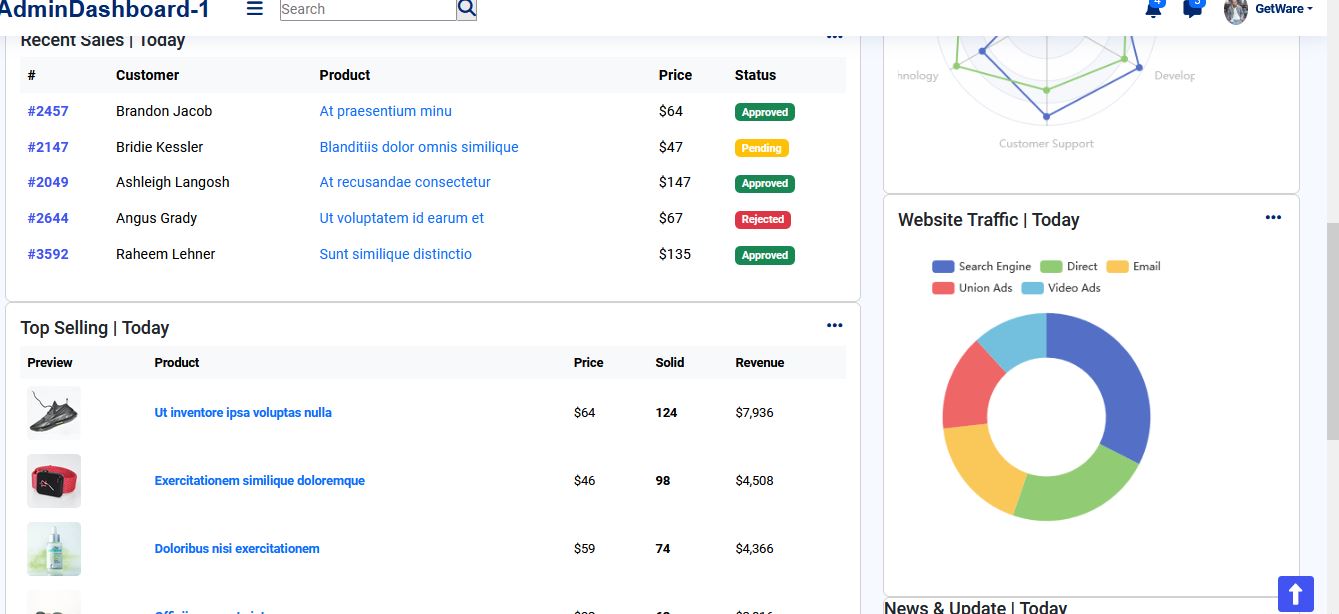 AdminDashboard-1
Search
4
3
GetWare
Recent Sales | Today
# Customer Product Price Status
#2457 Brandon Jacob At praesentium minu $64 Approved
#2147 Bridie Kessler Blanditiis dolor omnis similique $47 Pending
#2049 Ashleigh Langosh At recusandae consectetur $147 Approved
#2644 Angus Grady Ut voluptatem id earum et $67 Rejected
#3592 Raheem Lehner Sunt similique distinctio $135 Approved
Top Selling | Today
Preview Product Price Solid Revenue
Ut inventore ipsa voluptas nulla $64 124 $7,936
Exercitationem similique doloremque $46 98 $4,508
Doloribus nisi exercitationem $59 74 $4,366
hnology
Develop
Customer Support
Website Traffic | Today
Search Engine Direct Email
Union Ads Video Ads
News & Update | Today